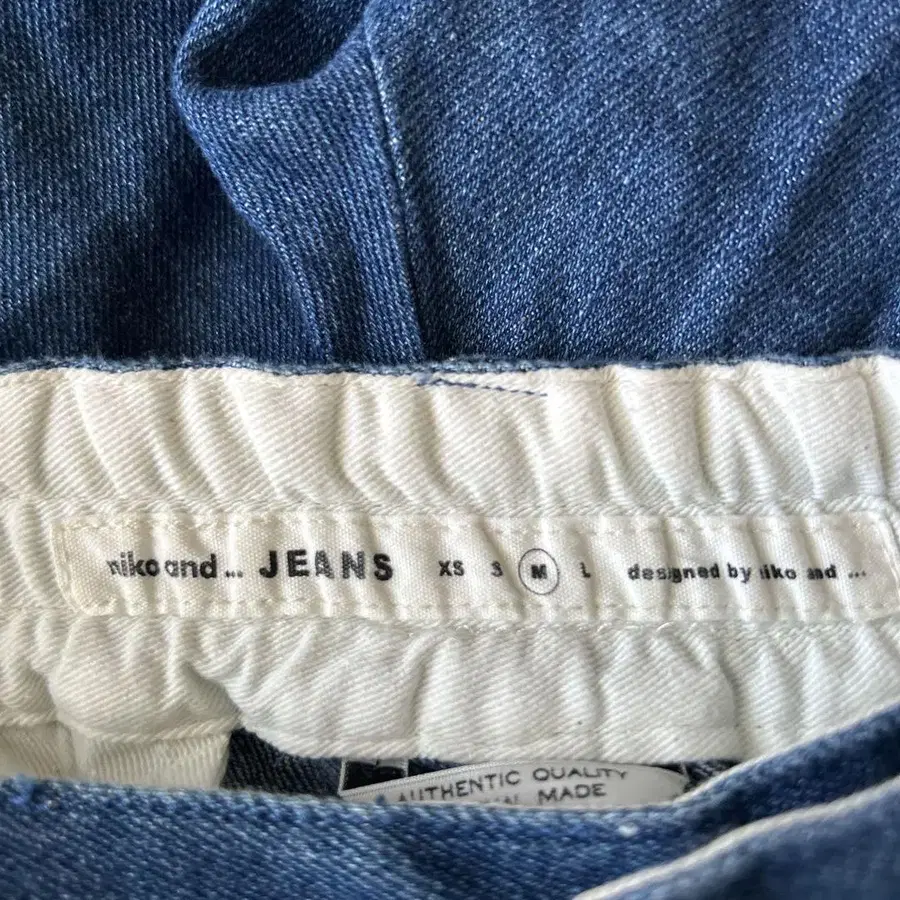 niko and ... JEANS XS S M L designed by niko and ...
AUTHENTIC QUALITY
MADE